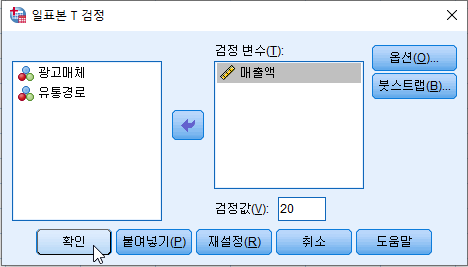 일표본 T 검정
검정 변수(T):
광고매체
유통경로
매출액
옵션(O)...
붓스트랩(B)...
검정값(V): 20
확인 붙여넣기(P) 재설정(R) 취소 도움말